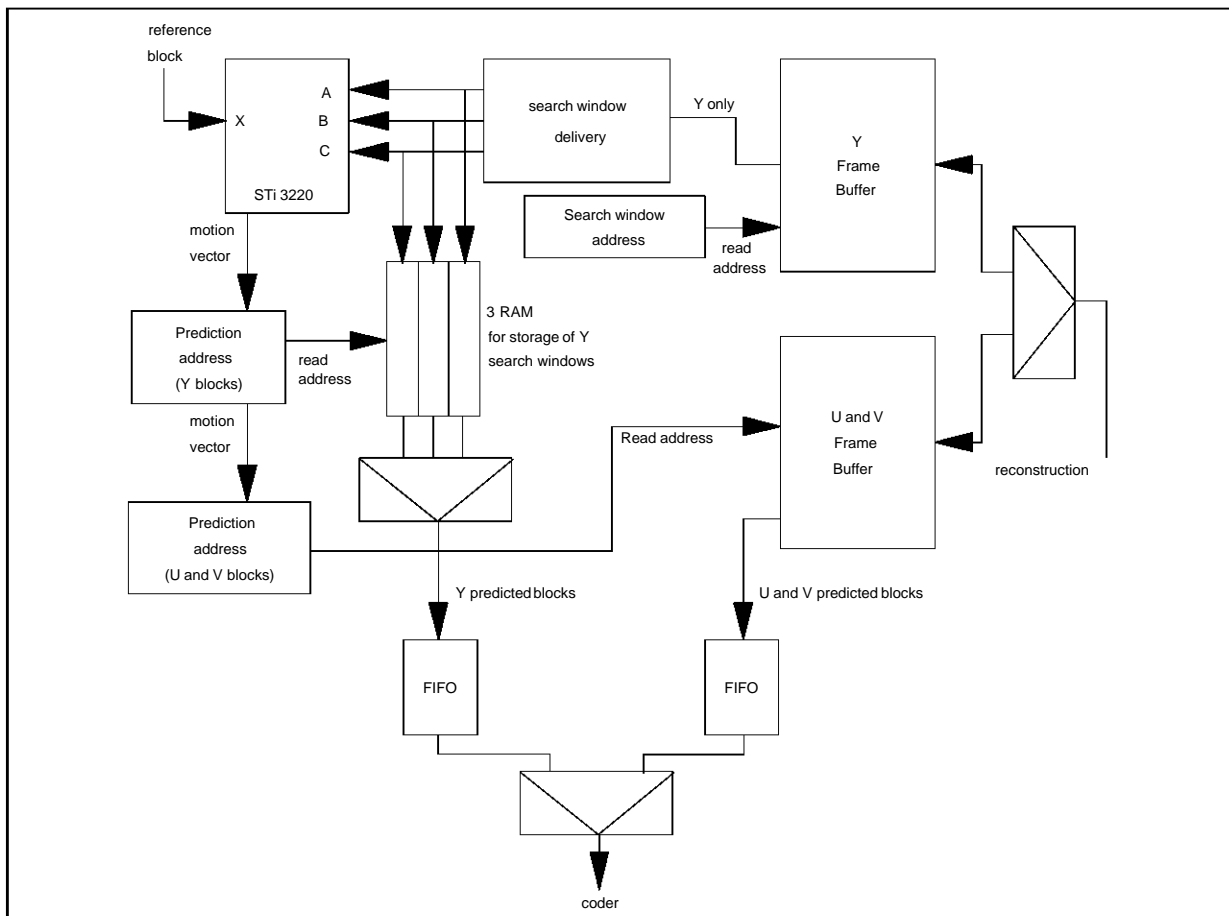 reference
block
X
A
B
C
STi 3220
search window
delivery
Y only
Y
Frame
Buffer
Search window
address
read
address
motion
vector
Prediction
address
(Y blocks)
read
address
3 RAM
for storage of Y
search windows
motion
vector
Prediction
address
(U and V blocks)
Read address
U and V
Frame
Buffer
reconstruction
Y predicted blocks
U and V predicted blocks
FIFO
FIFO
coder